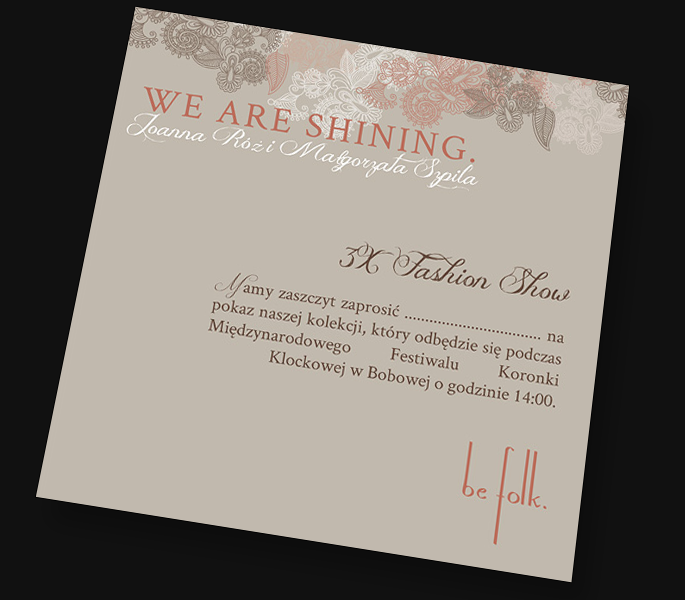 WE ARE SHINING.
Joanna Róż i Małgorzata Szpila
3X Fashion Show
Mamy zaszczyt zaprosić ................................ na
pokaz naszej kolekcji, który odbędzie się podczas
Międzynarodowego Festiwalu Koronki
Klockowej w Bobowej o godzinie 14:00.
be folk.